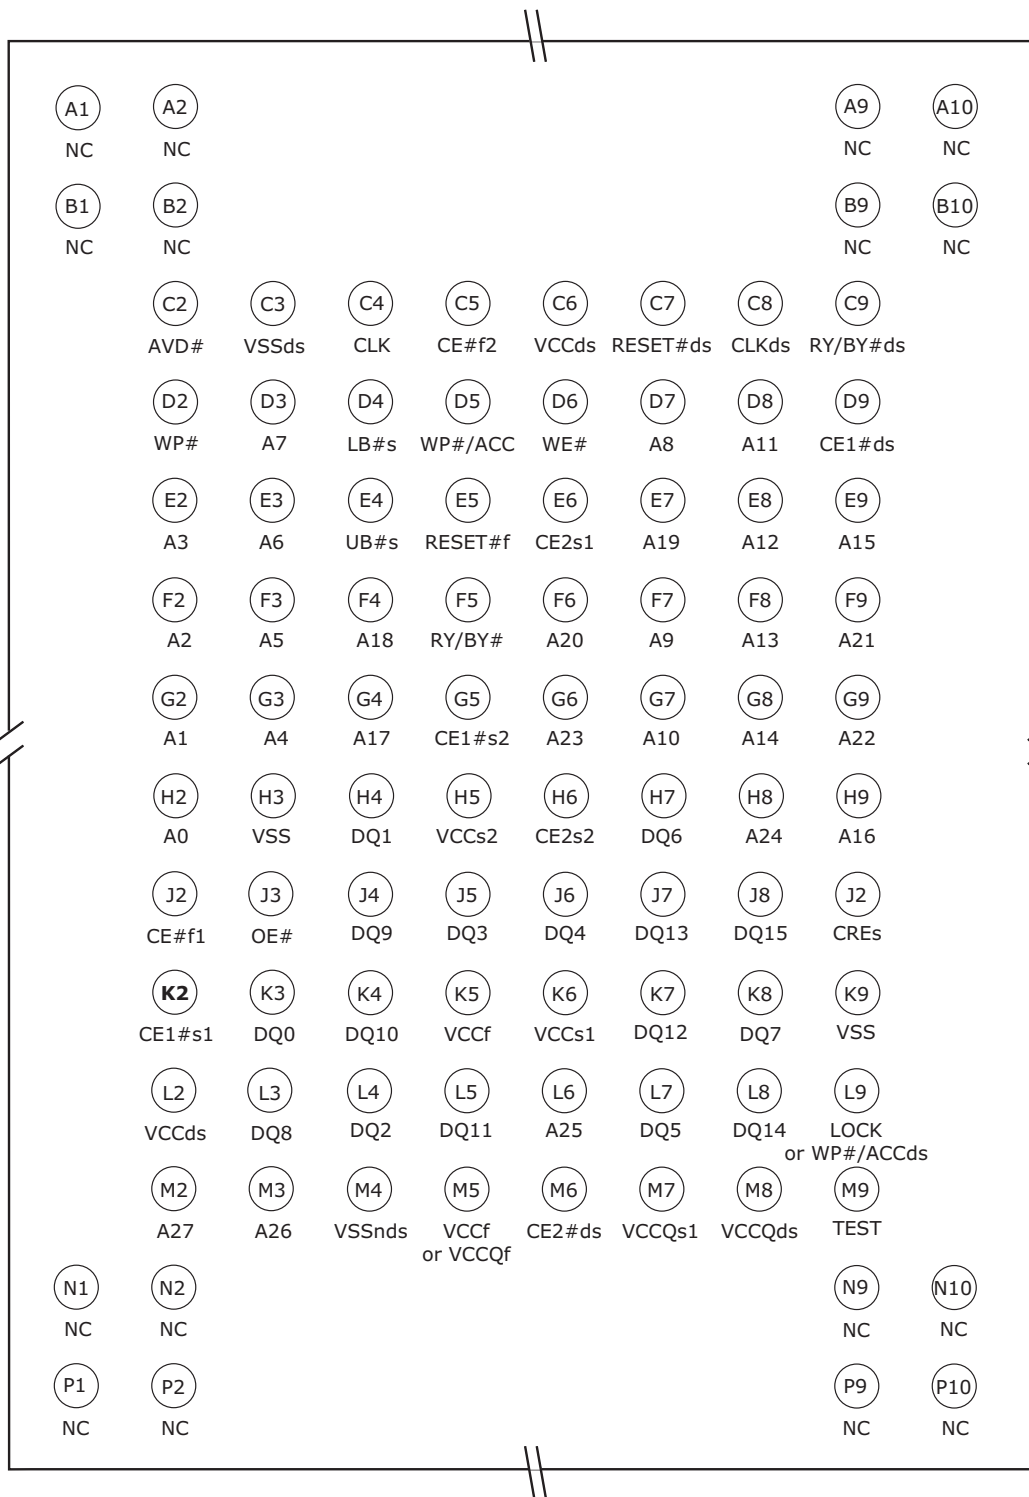 A1 A2 A9 A10
NC NC NC NC
B1 B2 B9 B10
NC NC NC NC
C2 C3 C4 C5 C6 C7 C8 C9
AVD# VSSds CLK CE#f2 VCCds RESET#ds CLKds RY/BY#ds
D2 D3 D4 D5 D6 D7 D8 D9
WP# A7 LB#s WP#/ACC WE# A8 A11 CE1#ds
E2 E3 E4 E5 E6 E7 E8 E9
A3 A6 UB#s RESET#f CE2s1 A19 A12 A15
F2 F3 F4 F5 F6 F7 F8 F9
A2 A5 A18 RY/BY# A20 A9 A13 A21
G2 G3 G4 G5 G6 G7 G8 G9
A1 A4 A17 CE1#s2 A23 A10 A14 A22
H2 H3 H4 H5 H6 H7 H8 H9
A0 VSS DQ1 VCCs2 CE2s2 DQ6 A24 A16
J2 J3 J4 J5 J6 J7 J8 J2
CE#f1 OE# DQ9 DQ3 DQ4 DQ13 DQ15 CREs
K2 K3 K4 K5 K6 K7 K8 K9
CE1#s1 DQ0 DQ10 VCCf VCCs1 DQ12 DQ7 VSS
L2 L3 L4 L5 L6 L7 L8 L9
VCCds DQ8 DQ2 DQ11 A25 DQ5 DQ14 LOCK
or WP#/ACCds
M2 M3 M4 M5 M6 M7 M8 M9
A27 A26 VSSnds VCCf CE2#ds VCCQs1 VCCQds TEST
or VCCQf
N1 N2 N9 N10
NC NC NC NC
P1 P2 P9 P10
NC NC NC NC